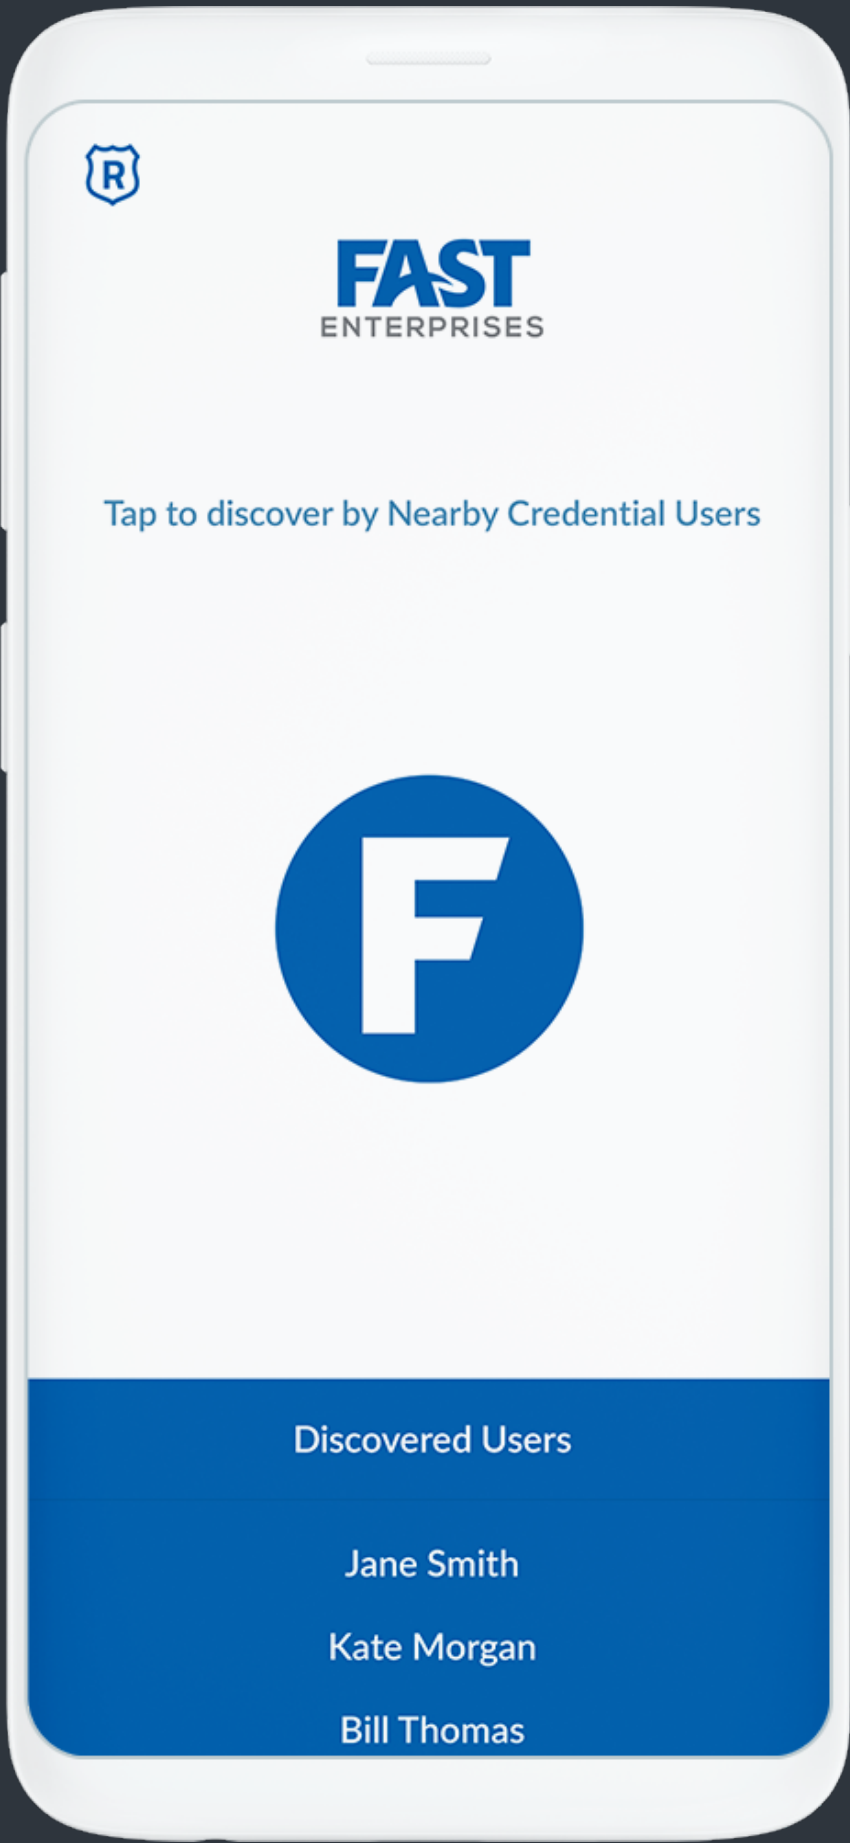 R
FAST
ENTERPRISES
Tap to discover by Nearby Credential Users
F
Discovered Users
Jane Smith
Kate Morgan
Bill Thomas